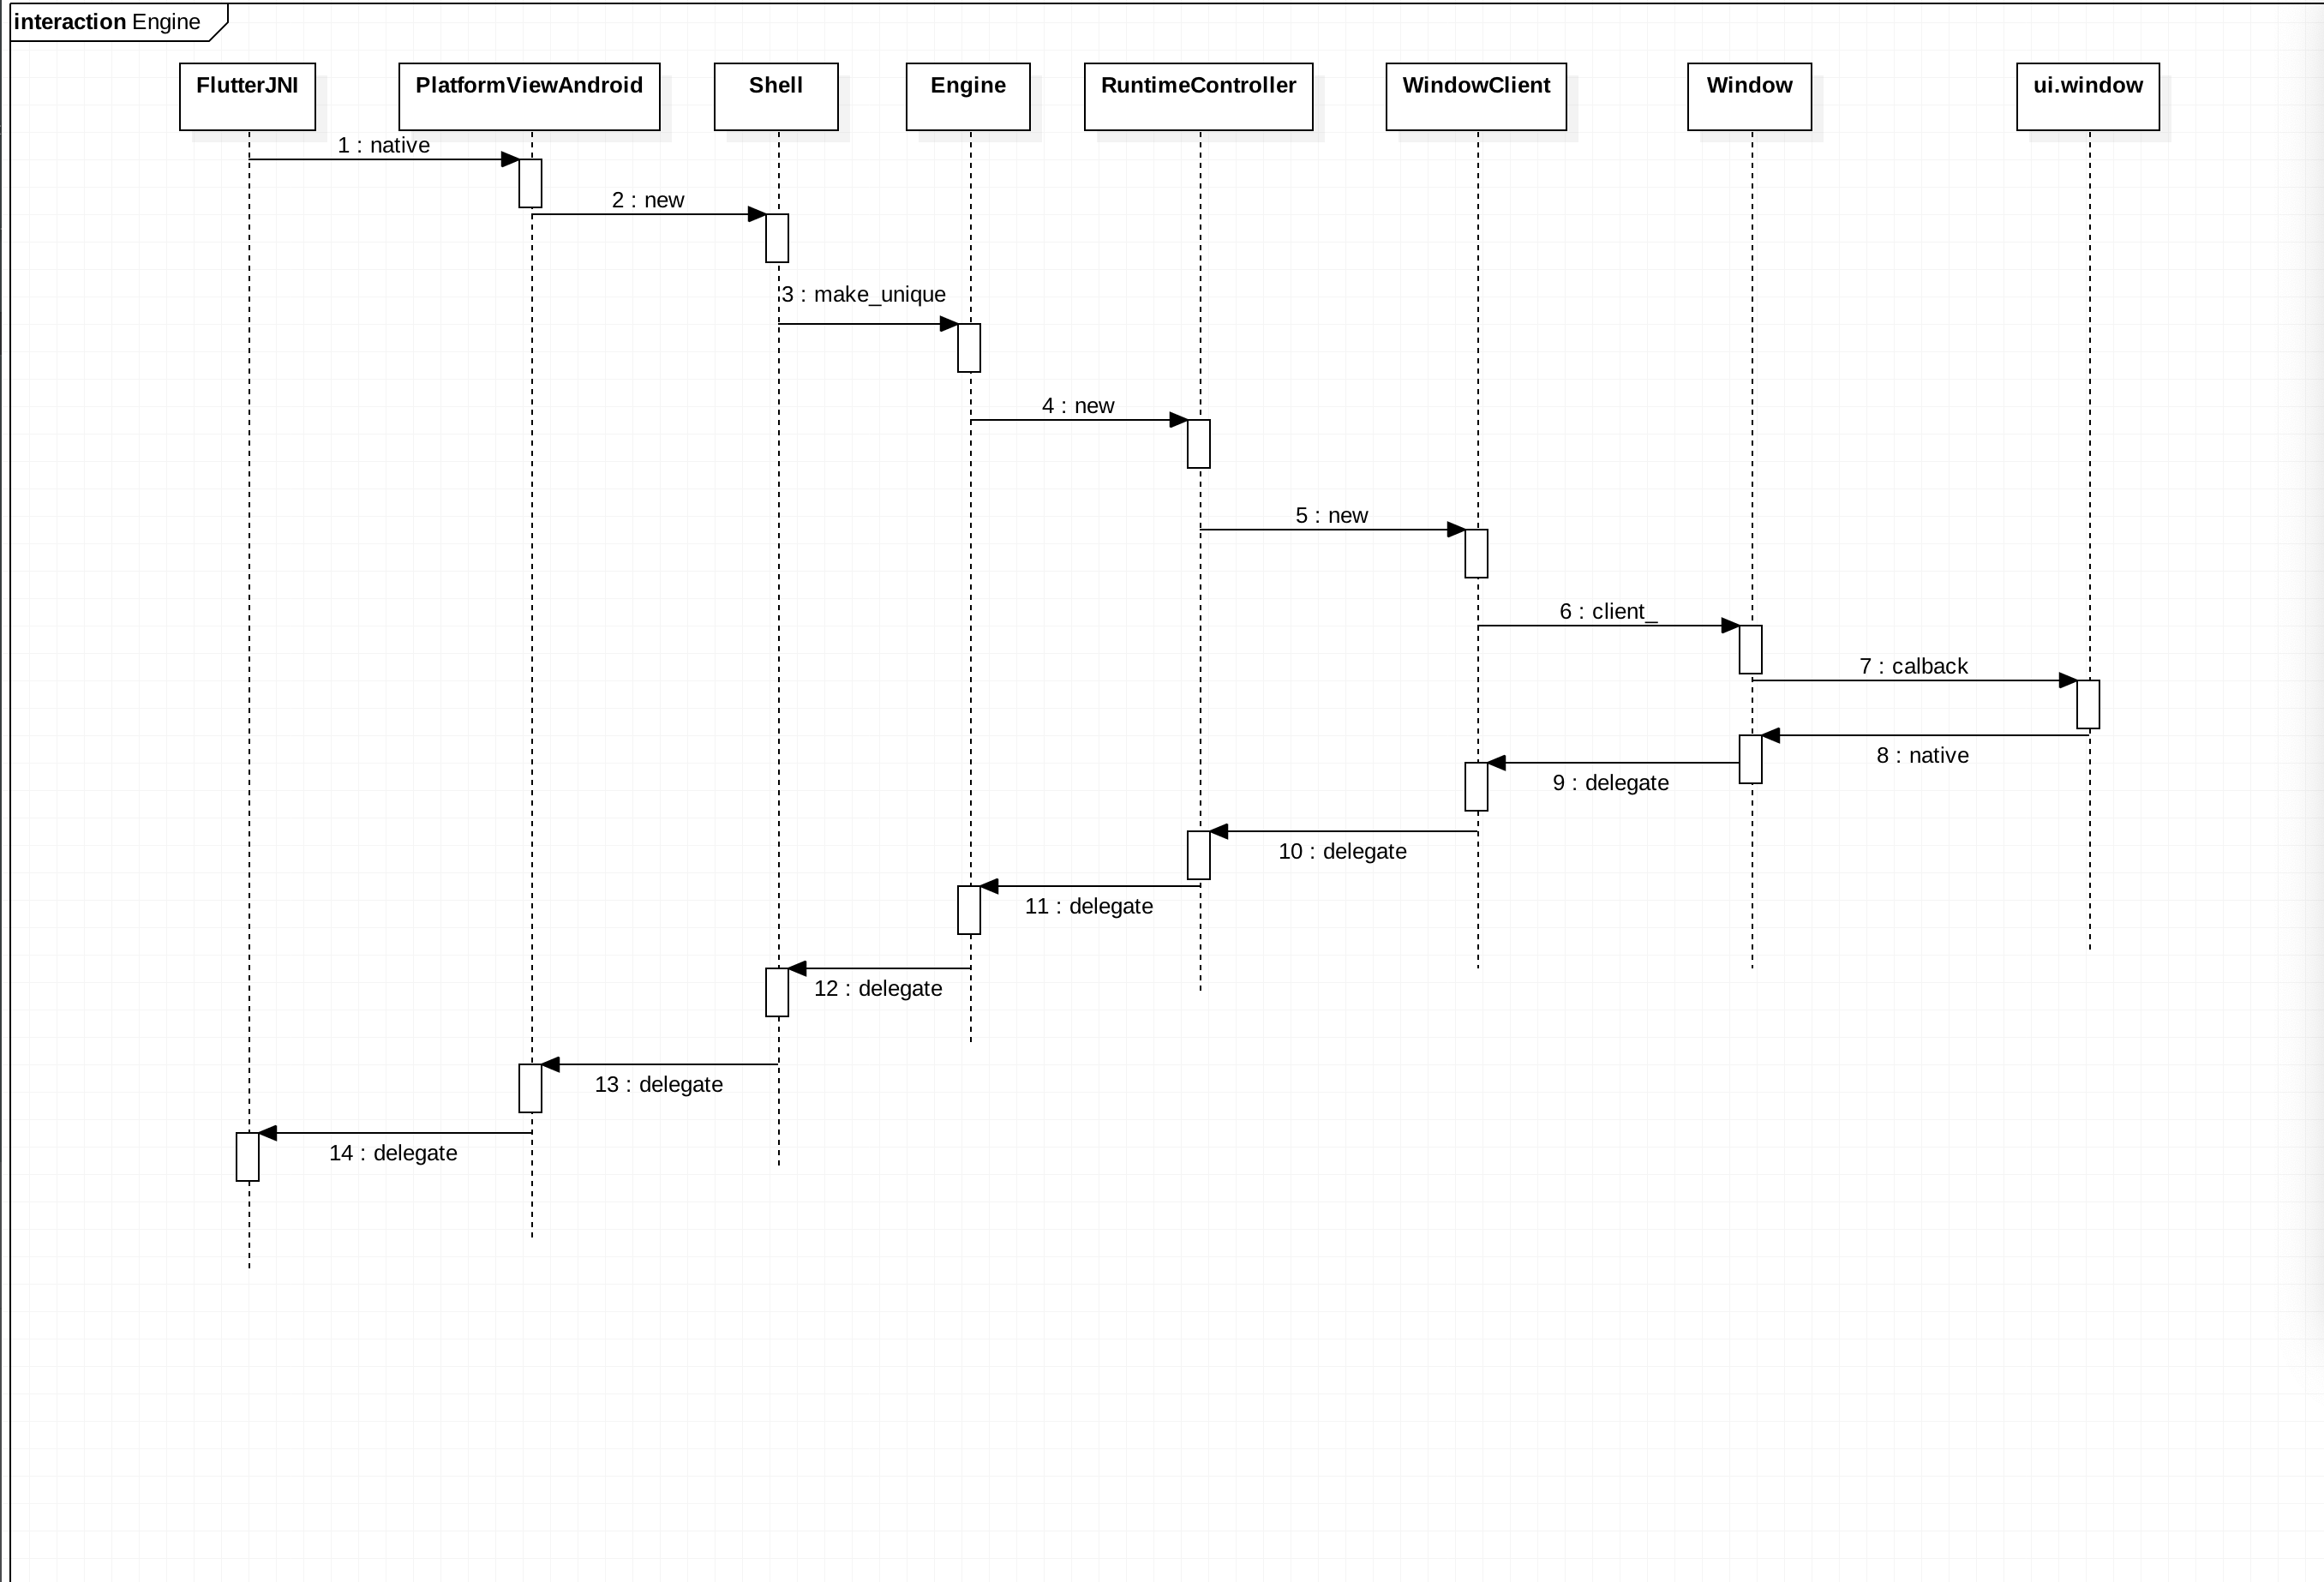 interaction Engine
FlutterJNI
PlatformViewAndroid
Shell
Engine
RuntimeController
WindowClient
Window
ui.window
1 : native
2 : new
3 : make_unique
4 : new
5 : new
6 : client_
7 : calback
8 : native
9 : delegate
10 : delegate
11 : delegate
12 : delegate
13 : delegate
14 : delegate